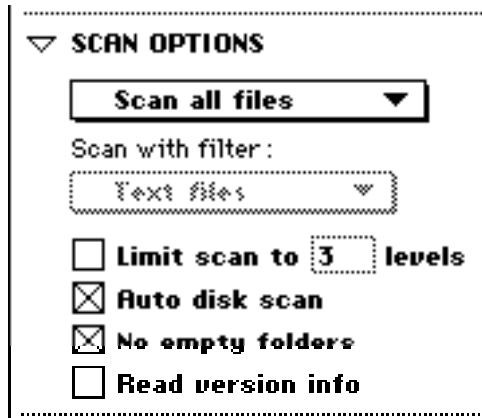 SCAN OPTIONS
Scan all files
Scan with filter:
Text files
Limit scan to 3 levels
Auto disk scan
No empty folders
Read version info